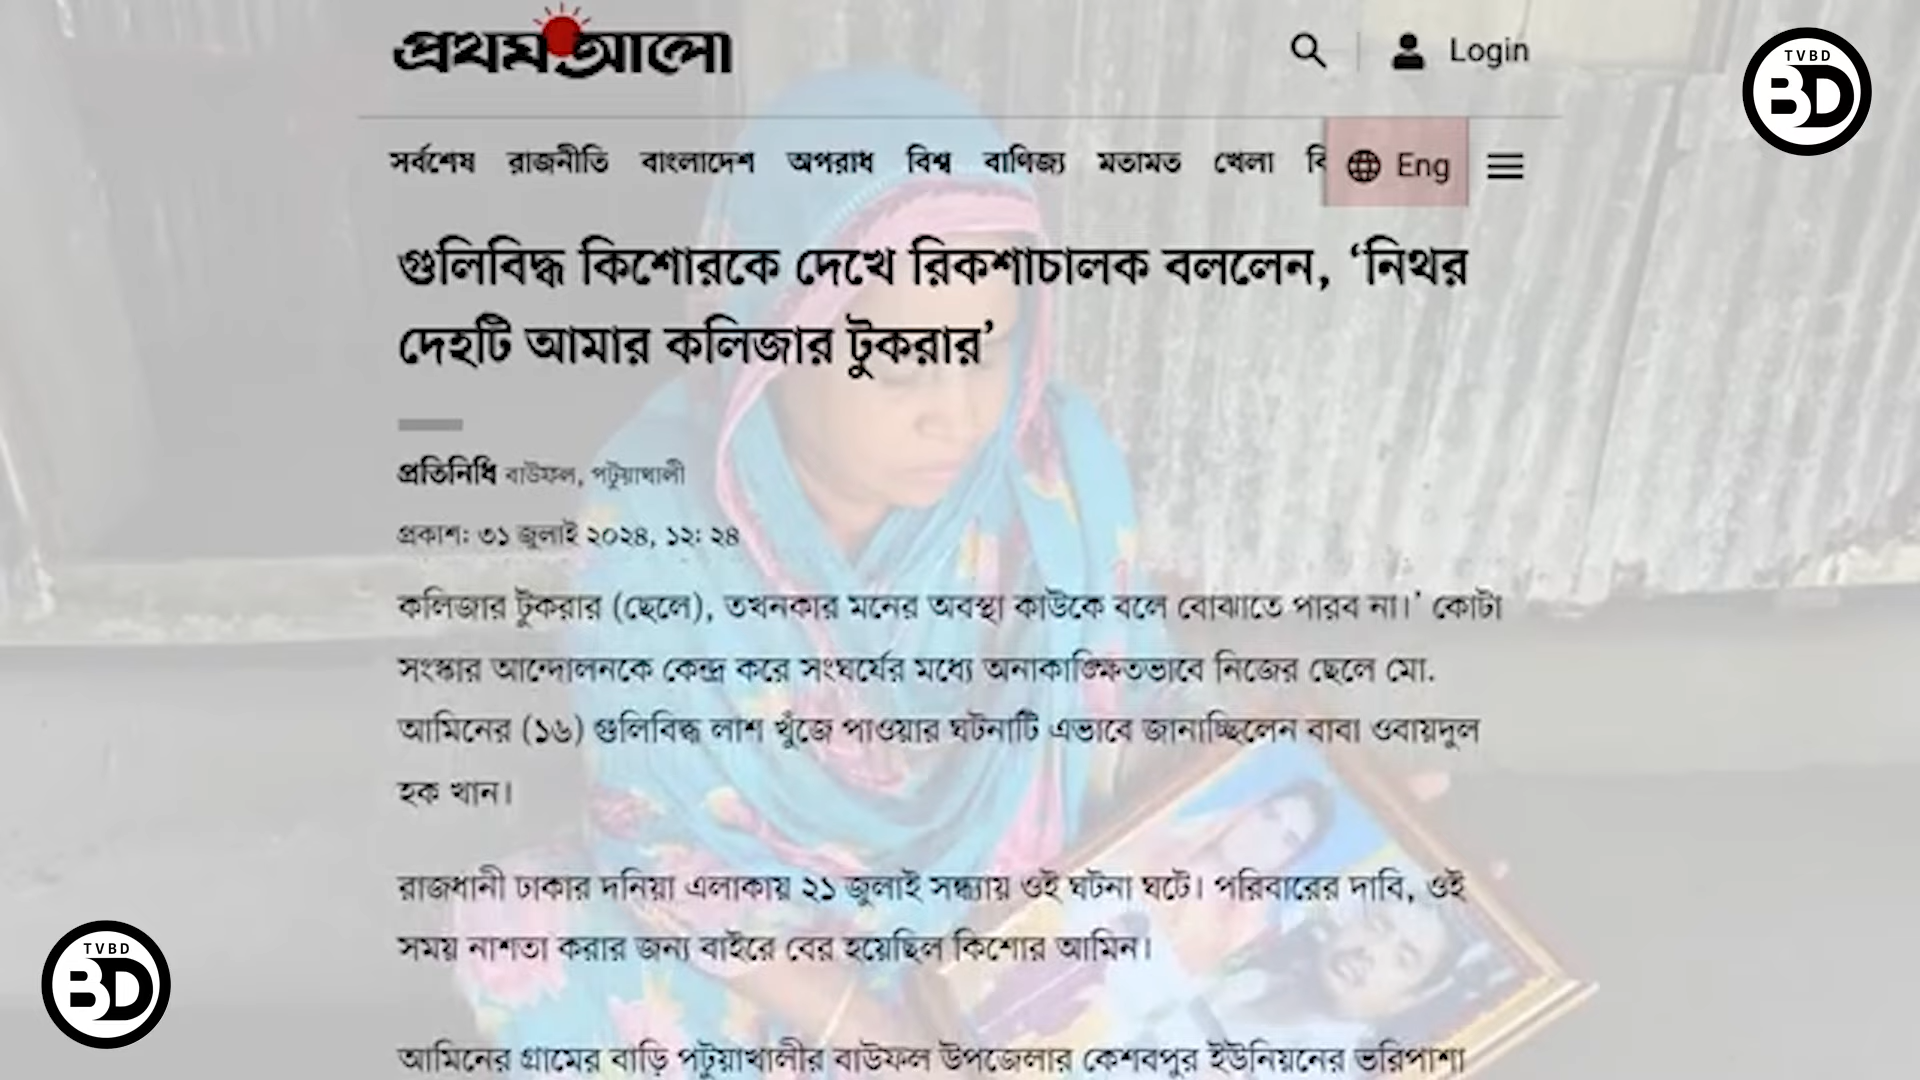 প্রথম আলো
Login
TVBD
BD
সর্বশেষ রাজনীতি বাংলাদেশ অপরাধ বিশ্ব বাণিজ্য মতামত খেলা
Eng
গুলিবিদ্ধ কিশোরকে দেখে রিকশাচালক বললেন, ‘নিথর
দেহটি আমার কলিজার টুকরার’
প্রতিনিধি বাউফল, পটুয়াখালী
প্রকাশ: ৩১ জুলাই ২০২৪, ১২: ২৪
কলিজার টুকরার (ছেলে), তখনকার মনের অবস্থা কাউকে বলে বোঝাতে পারব না।’ কোটা
সংস্কার আন্দোলনকে কেন্দ্র করে সংঘর্ষের মধ্যে অনাকাঙ্ক্ষিতভাবে নিজের ছেলে মো.
আমিনের (১৬) গুলিবিদ্ধ লাশ খুঁজে পাওয়ার ঘটনাটি এভাবে জানাচ্ছিলেন বাবা ওবায়দুল
হক খান।
রাজধানী ঢাকার দনিয়া এলাকায় ২১ জুলাই সন্ধ্যায় ওই ঘটনা ঘটে। পরিবারের দাবি, ওই
সময় নাশতা করার জন্য বাইরে বের হয়েছিল কিশোর আমিন।
TVBD
BD
আমিনের গ্রামের বাড়ি পটুয়াখালীর বাউফল উপজেলার কেশবপুর ইউনিয়নের ভরিপাশা